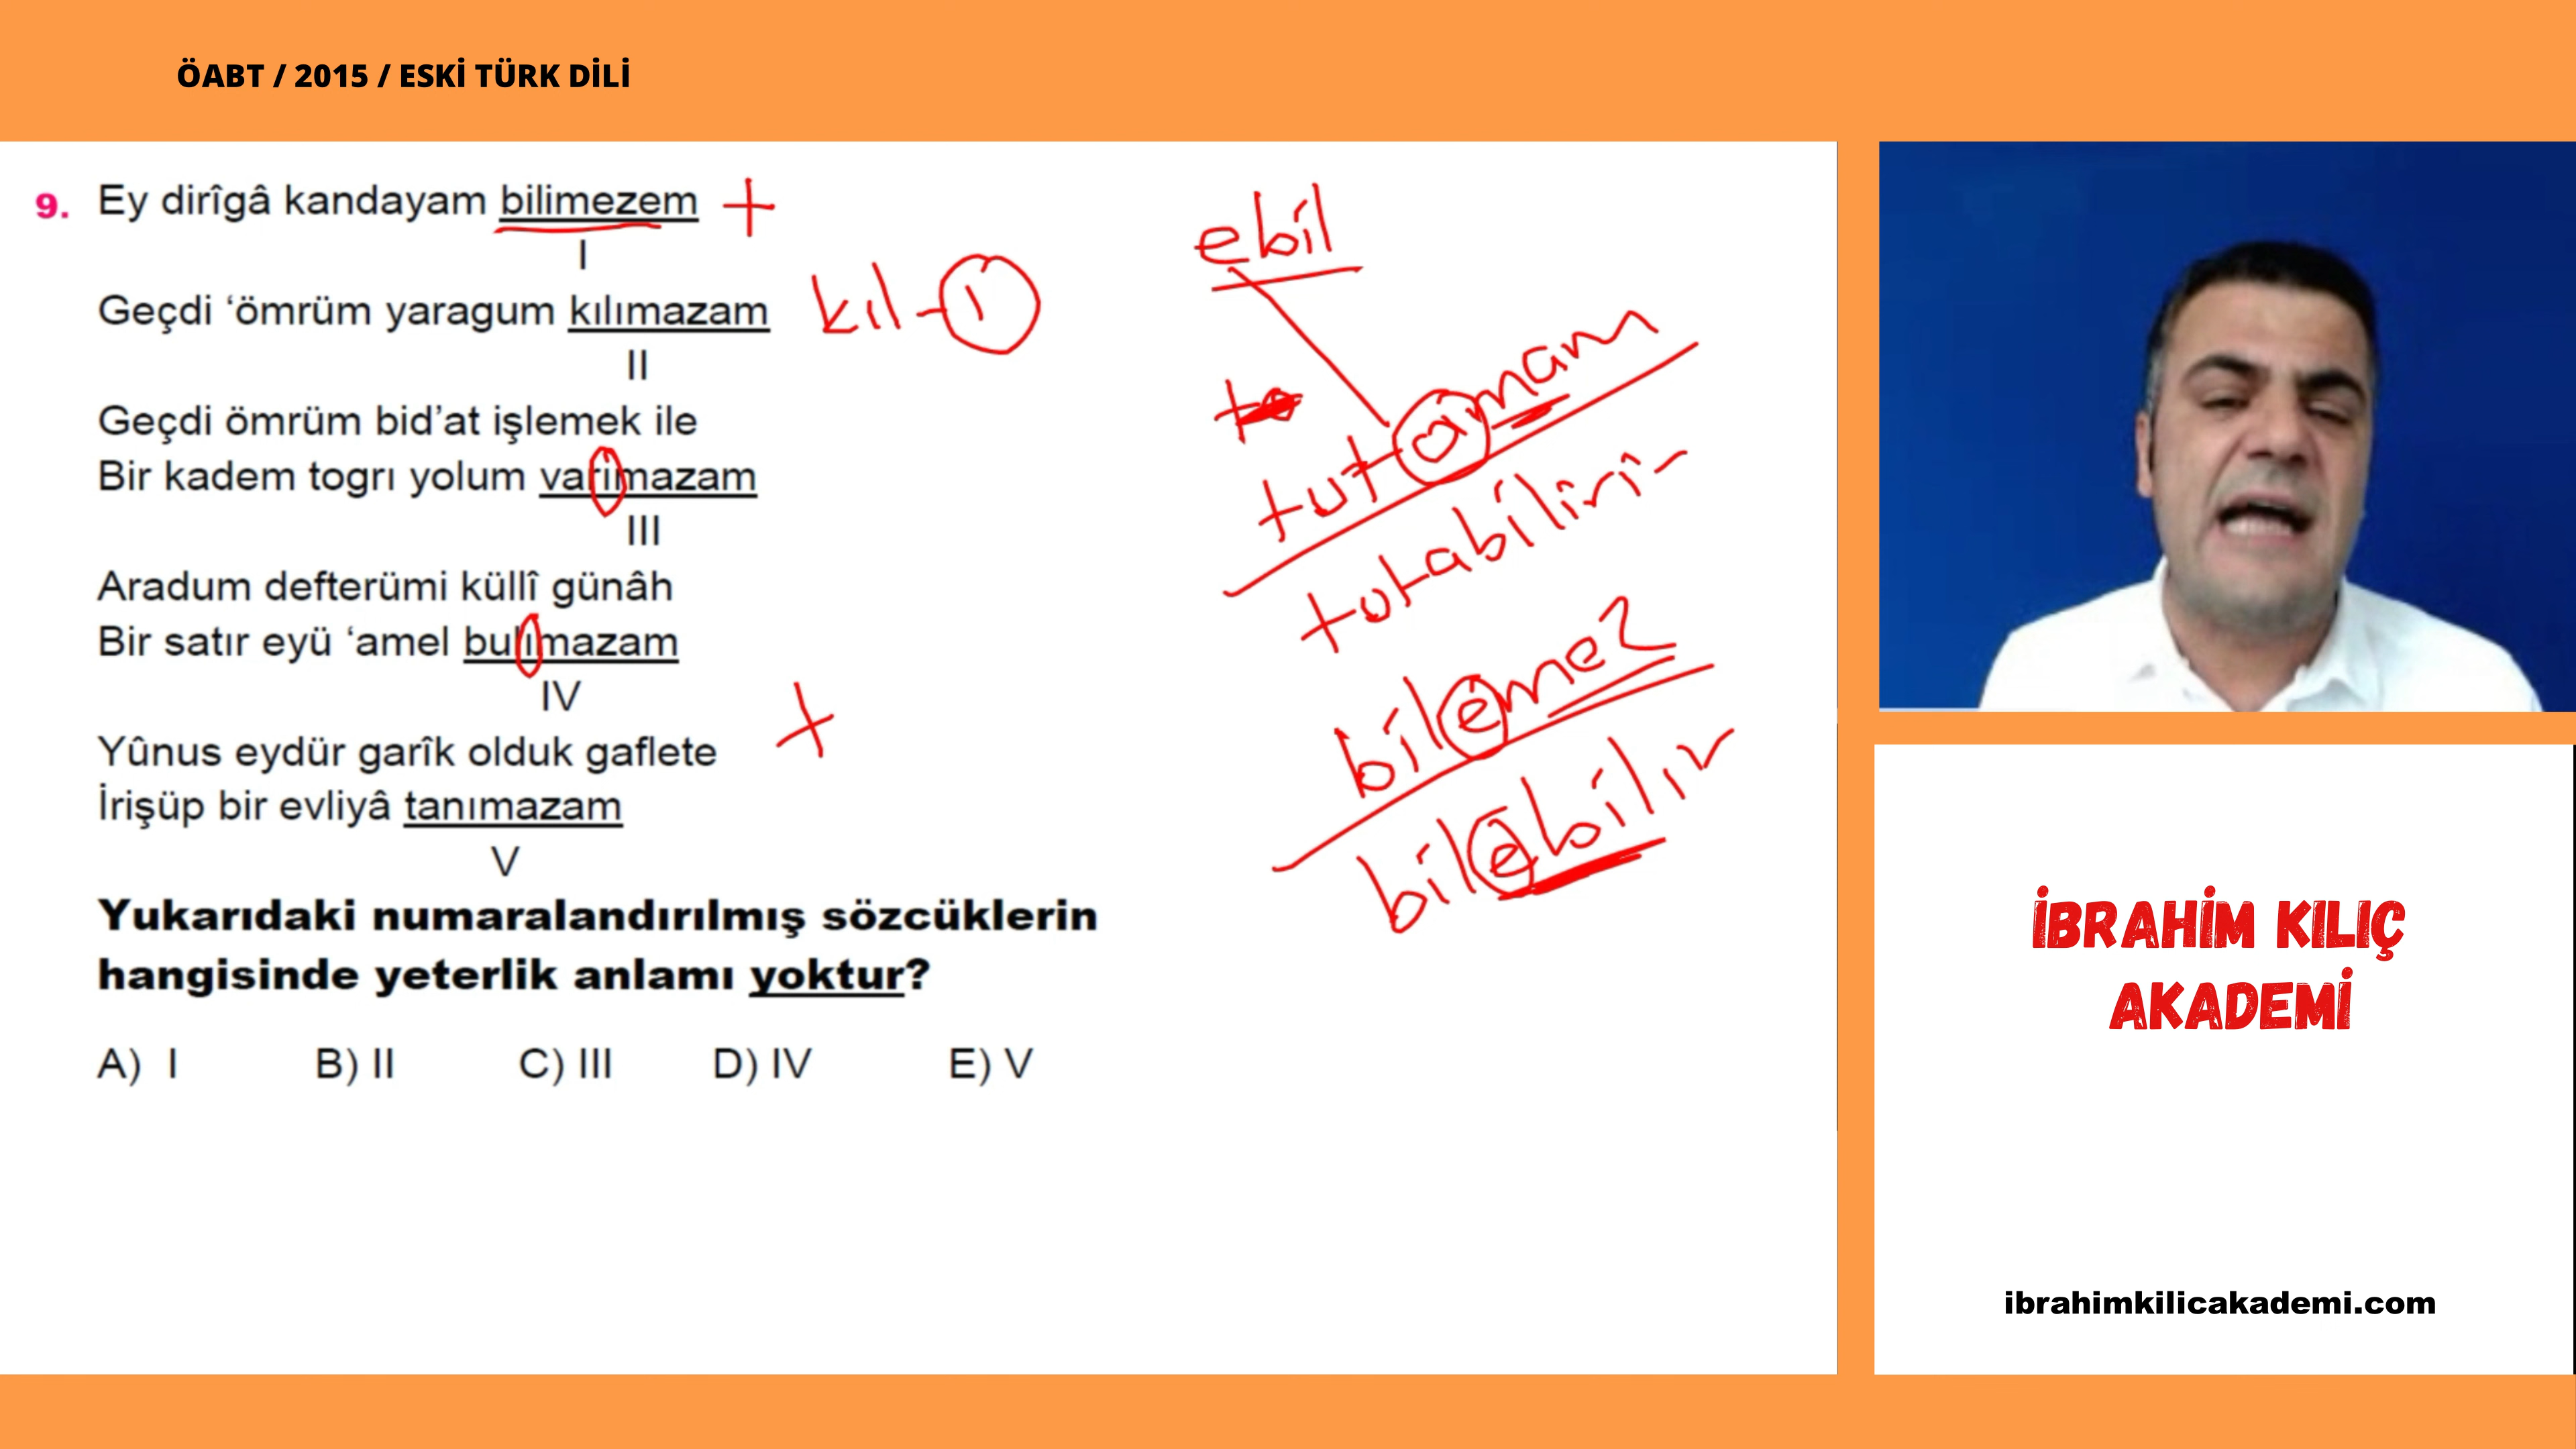 ÖABT / 2015 / ESKİ TÜRK DİLİ
9. Ey dirîgâ kandayam bilimezem +
I
Geçdi ‘ömrüm yaragum kılımazam kıl-ı
II
Geçdi ömrüm bid’at işlemek ile
Bir kadem togrı yolum varımazam
III
Aradum defterümi küllî günâh
Bir satır eyü ‘amel bulımazam
IV
Yûnus eydür garîk olduk gaflete +
İrişüp bir evliyâ tanımazam
V
Yukarıdaki numaralandırılmış sözcüklerin
hangisinde yeterlik anlamı yoktur?
A) I B) II C) III D) IV E) V
ebil
tutamam
bilemez
bilebilir
İBRAHİM KILIÇ
AKADEMİ
ibrahimkilicakademi.com